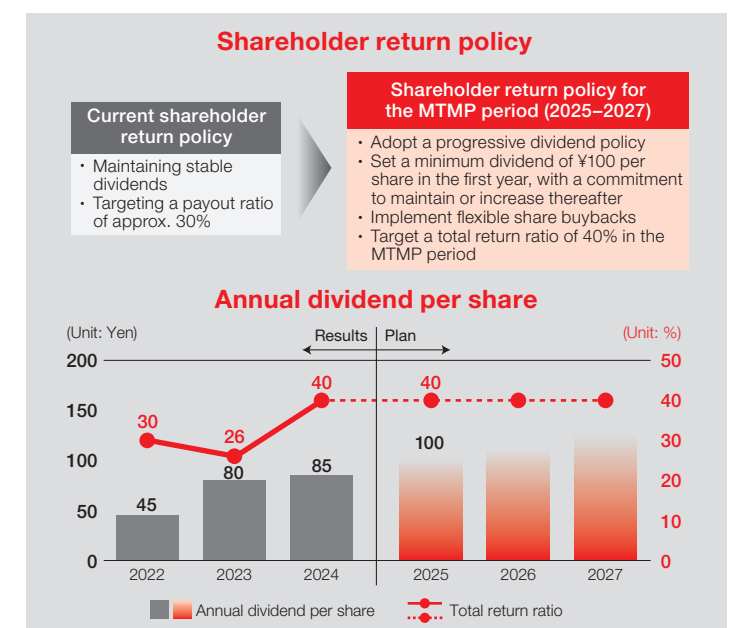 Shareholder return policy
Current shareholder
return policy
・ Maintaining stable
dividends
・ Targeting a payout ratio
of approx. 30%
Shareholder return policy for
the MTMP period (2025–2027)
・ Adopt a progressive dividend policy
・ Set a minimum dividend of ¥100 per
share in the first year, with a commitment
to maintain or increase thereafter
・ Implement flexible share buybacks
・ Target a total return ratio of 40% in the
MTMP period
Annual dividend per share
(Unit: Yen)
Results
Plan
(Unit: %)
200
150
100
50
0
50
40
30
20
10
0
30
26
40
40
45
80
85
100
2022
2023
2024
2025
2026
2027
Annual dividend per share
Total return ratio